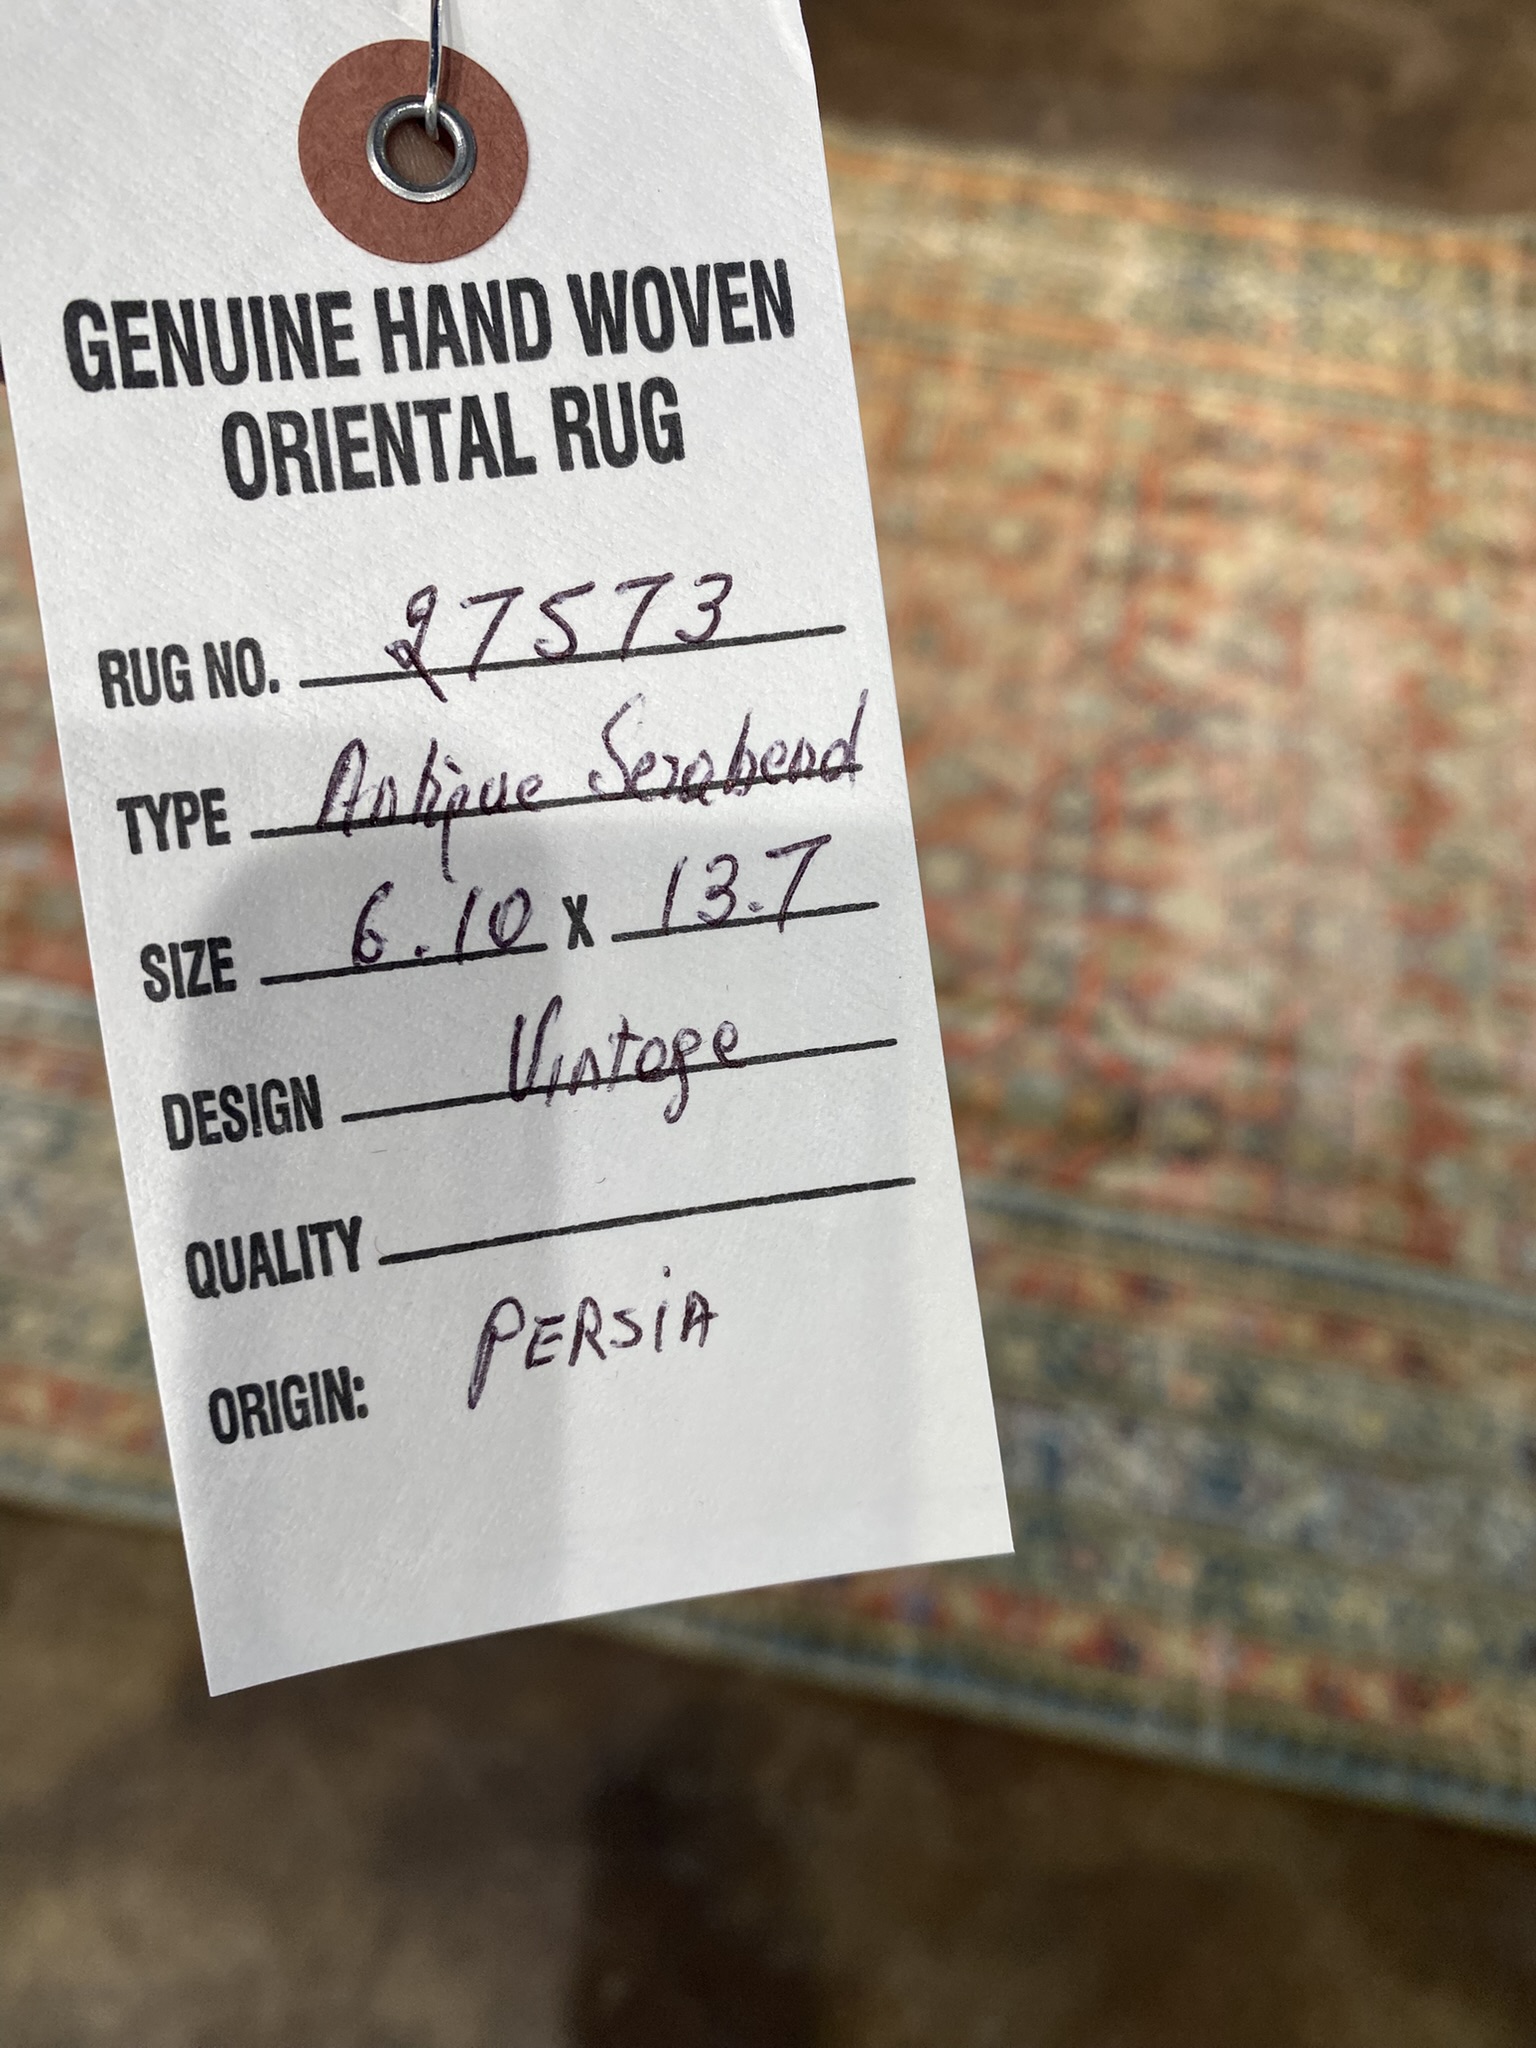 GENUINE HAND WOVEN
ORIENTAL RUG
RUG NO. 27573
TYPE Antique Serabend
SIZE 6.10 X 13.7
DESIGN Vintage
QUALITY
ORIGIN: PERSiA